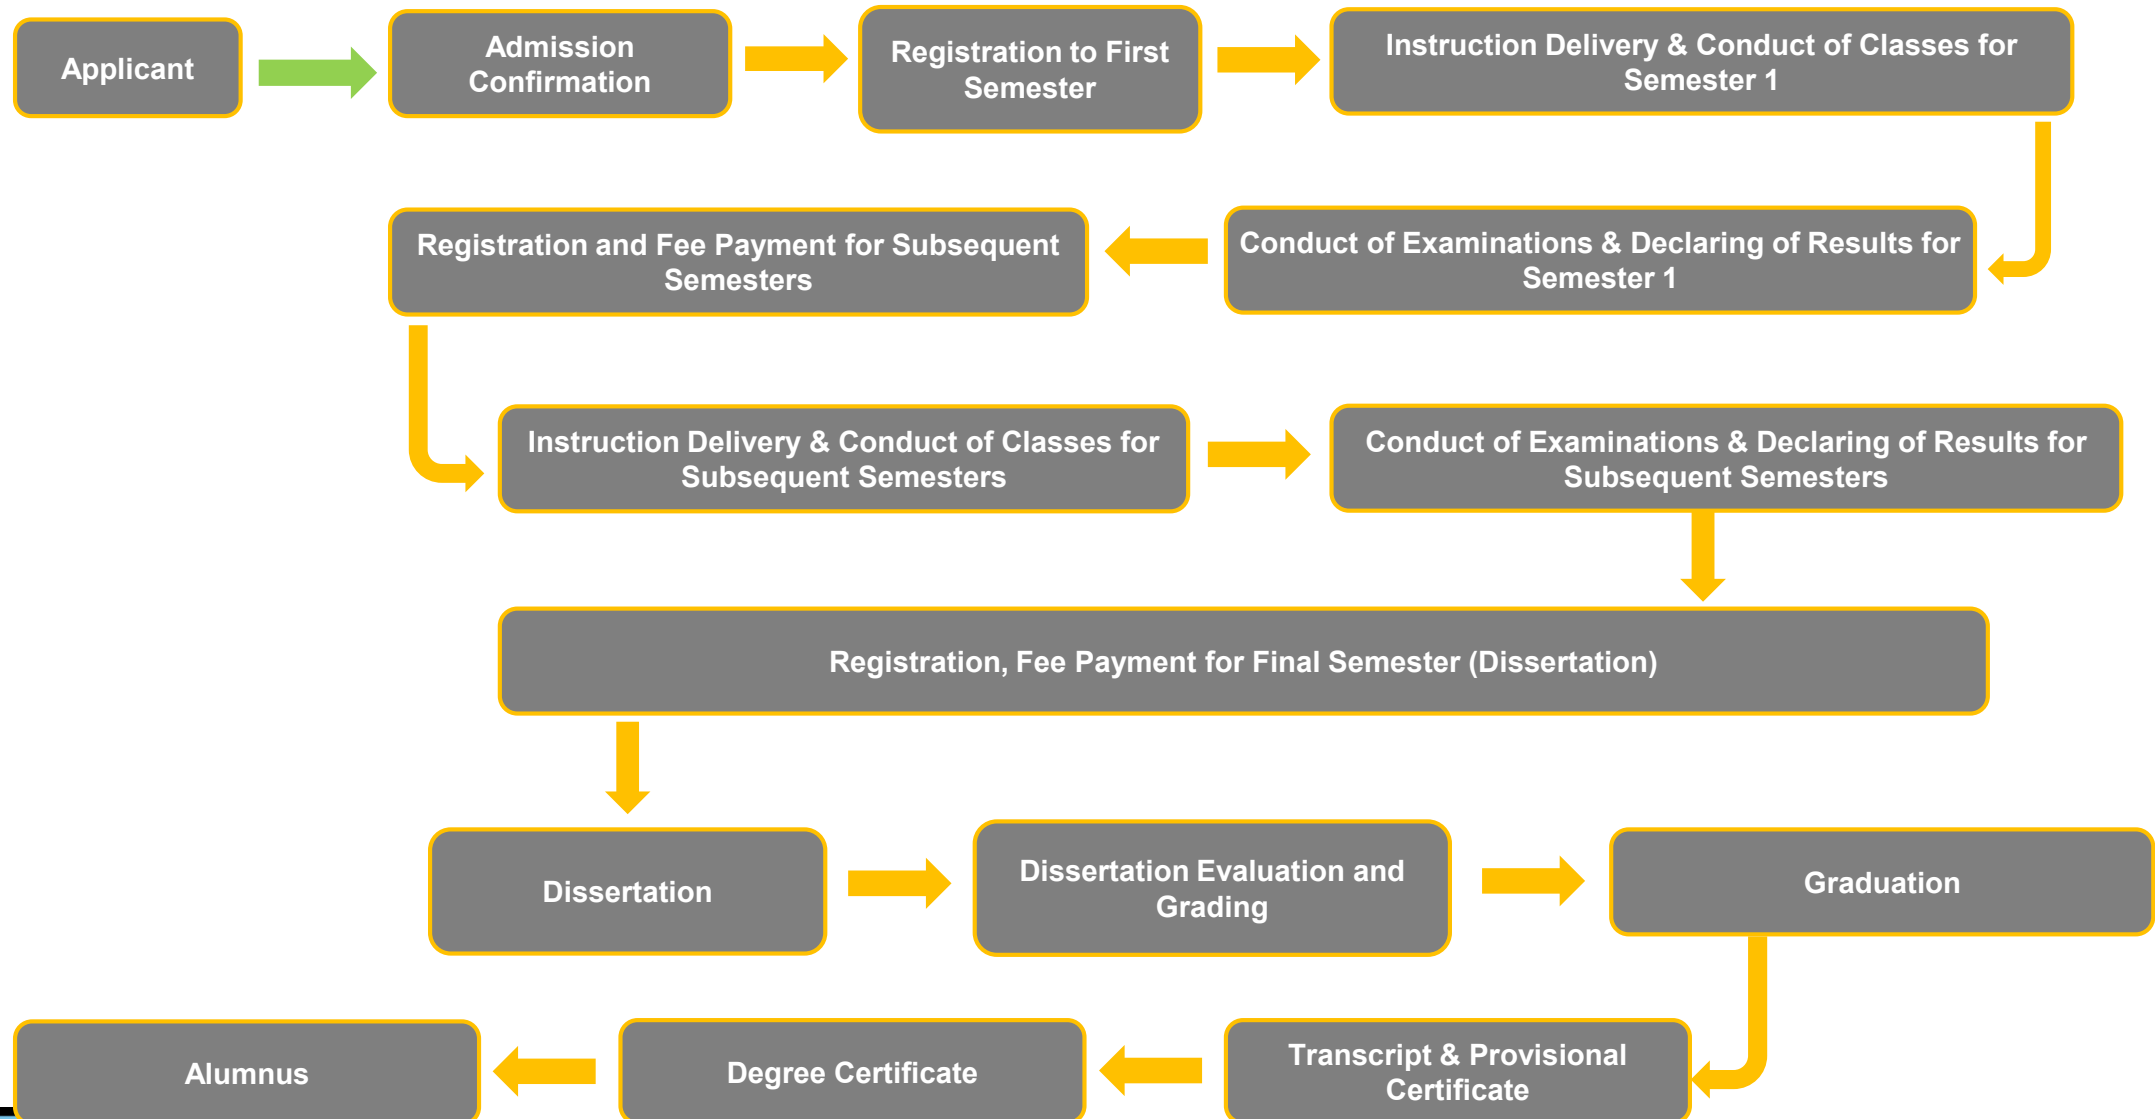 Applicant
Admission
Confirmation
Registration to First
Semester
Instruction Delivery & Conduct of Classes for
Semester 1
Registration and Fee Payment for Subsequent
Semesters
Conduct of Examinations & Declaring of Results for
Semester 1
Instruction Delivery & Conduct of Classes for
Subsequent Semesters
Conduct of Examinations & Declaring of Results for
Subsequent Semesters
Registration, Fee Payment for Final Semester (Dissertation)
Dissertation
Dissertation Evaluation and
Grading
Graduation
Alumnus
Degree Certificate
Transcript & Provisional
Certificate